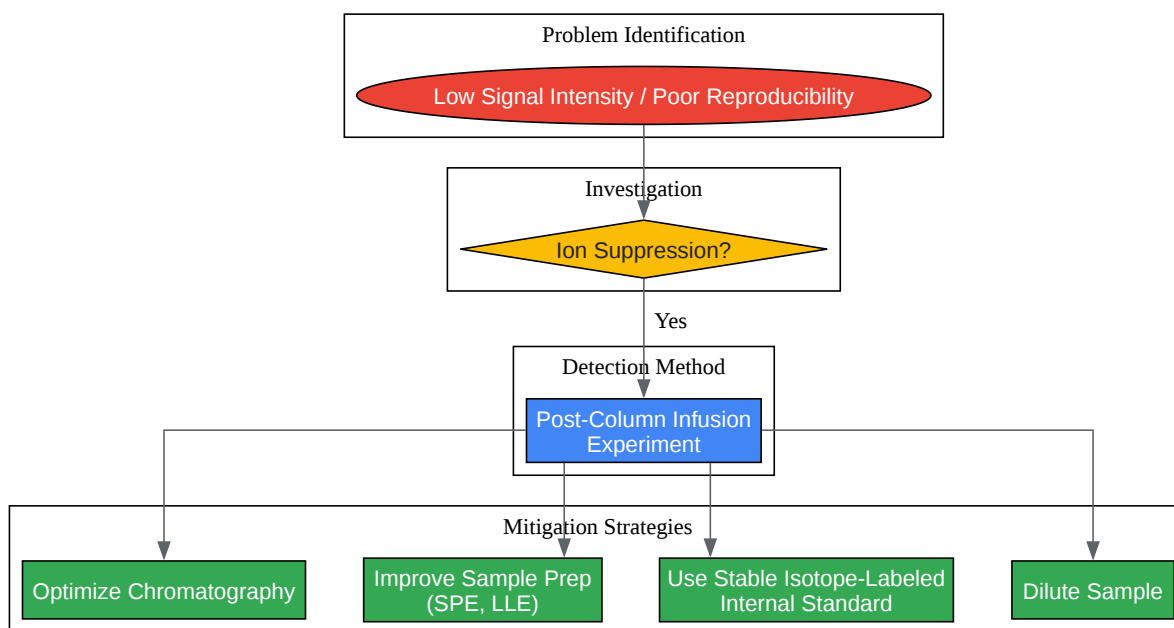 Problem Identification
Low Signal Intensity / Poor Reproducibility
Investigation
Ion Suppression?
Yes
Detection Method
Post-Column Infusion
Experiment
Mitigation Strategies
Optimize Chromatography
Improve Sample Prep
(SPE, LLE)
Use Stable Isotope-Labeled
Internal Standard
Dilute Sample